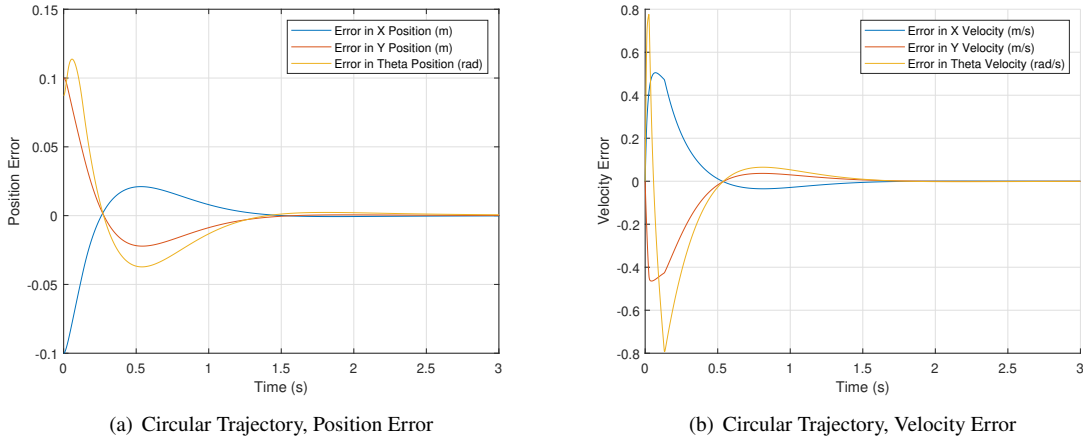 0.15
0.1
0.05
0
-0.05
-0.1
Position Error
Error in X Position (m)
Error in Y Position (m)
Error in Theta Position (rad)
0 0.5 1 1.5 2 2.5 3
Time (s)
(a) Circular Trajectory, Position Error
0.8
0.6
0.4
0.2
0
-0.2
-0.4
-0.6
-0.8
Velocity Error
Error in X Velocity (m/s)
Error in Y Velocity (m/s)
Error in Theta Velocity (rad/s)
0 0.5 1 1.5 2 2.5 3
Time (s)
(b) Circular Trajectory, Velocity Error